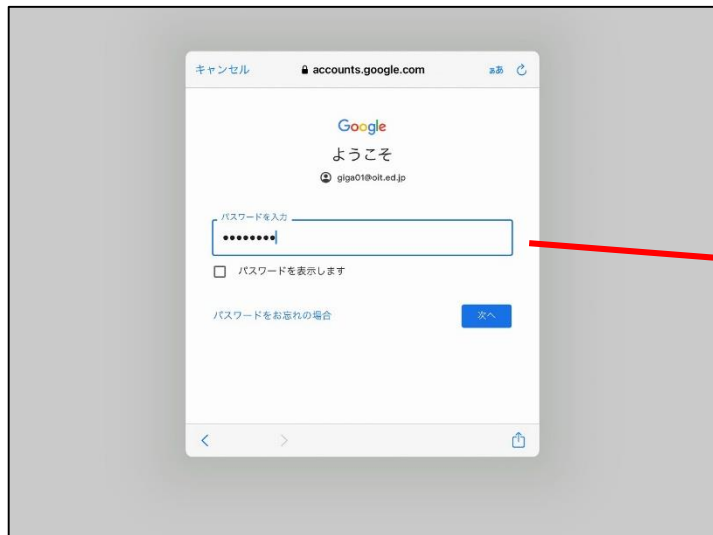 キャンセル accounts.google.com ぁあ
Google
ようこそ
giga01@oit.ed.jp
パスワードを入力
••••••••
パスワードを表示します
パスワードをお忘れの場合 次へ